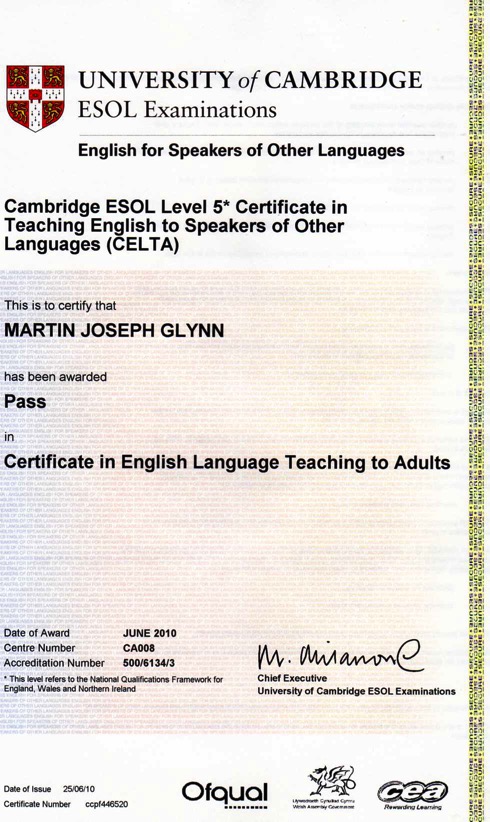 UNIVERSITY of CAMBRIDGE
ESOL Examinations
English for Speakers of Other Languages
Cambridge ESOL Level 5* Certificate in
Teaching English to Speakers of Other
Languages (CELTA)
This is to certify that
MARTIN JOSEPH GLYNN
has been awarded
Pass
in
Certificate in English Language Teaching to Adults
Date of Award JUNE 2010
Centre Number CA008
Accreditation Number 500/6134/3
* This level refers to the National Qualifications Framework for
England, Wales and Northern Ireland
Chief Executive
University of Cambridge ESOL Examinations
Date of Issue 25/06/10
Certificate Number ccpf446520
Ofqual
Llywodraeth Cynulliad Cymru
Welsh Assembly Government
cea
Rewarding Learning
SECURE